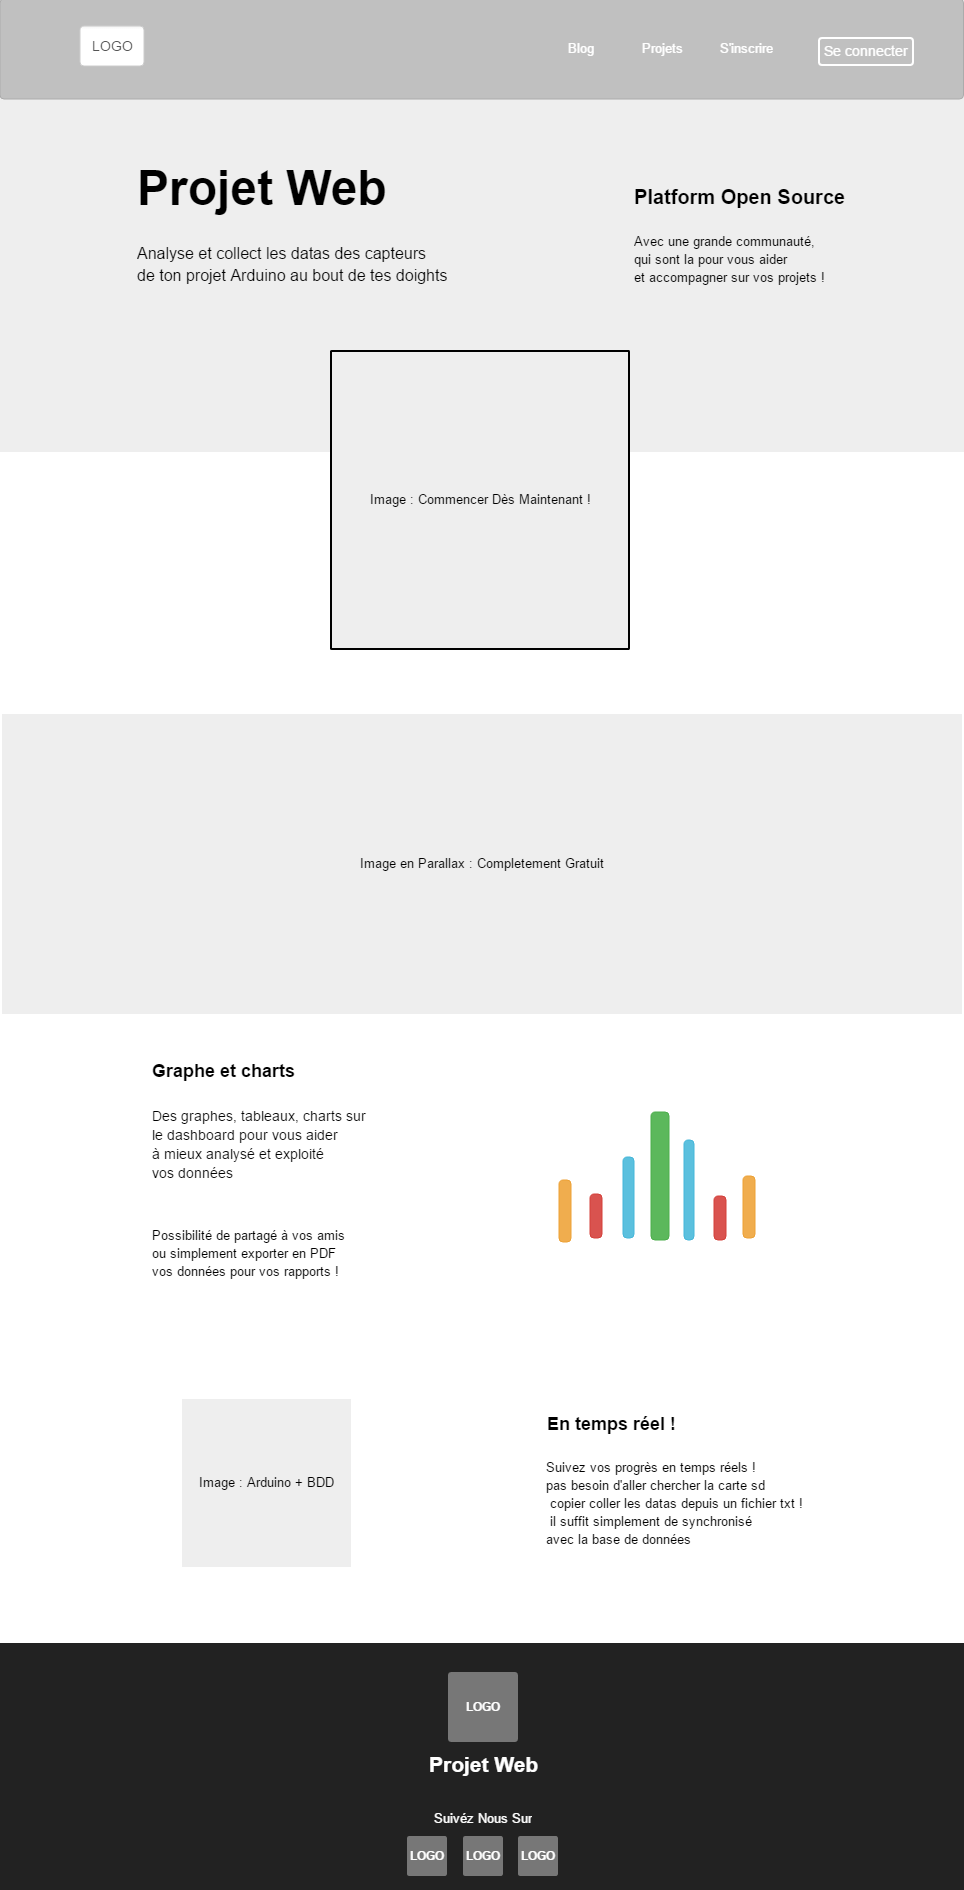 LOGO
Blog
Projets
S'inscrire
Se connecter
Projet Web
Analyse et collect les datas des capteurs
de ton projet Arduino au bout de tes doights
Platform Open Source
Avec une grande communauté,
qui sont la pour vous aider
et accompagner sur vos projets !
Image : Commencer Dès Maintenant !
Image en Parallax : Completement Gratuit
Graphe et charts
Des graphes, tableaux, charts sur
le dashboard pour vous aider
à mieux analysé et exploité
vos données
Possibilité de partagé à vos amis
ou simplement exporter en PDF
vos données pour vos rapports !
Image : Arduino + BDD
En temps réel !
Suivez vos progrès en temps réels !
pas besoin d'aller chercher la carte sd
copier coller les datas depuis un fichier txt !
il suffit simplement de synchronisé
avec la base de données
LOGO
Projet Web
Suivéz Nous Sur
LOGO
LOGO
LOGO